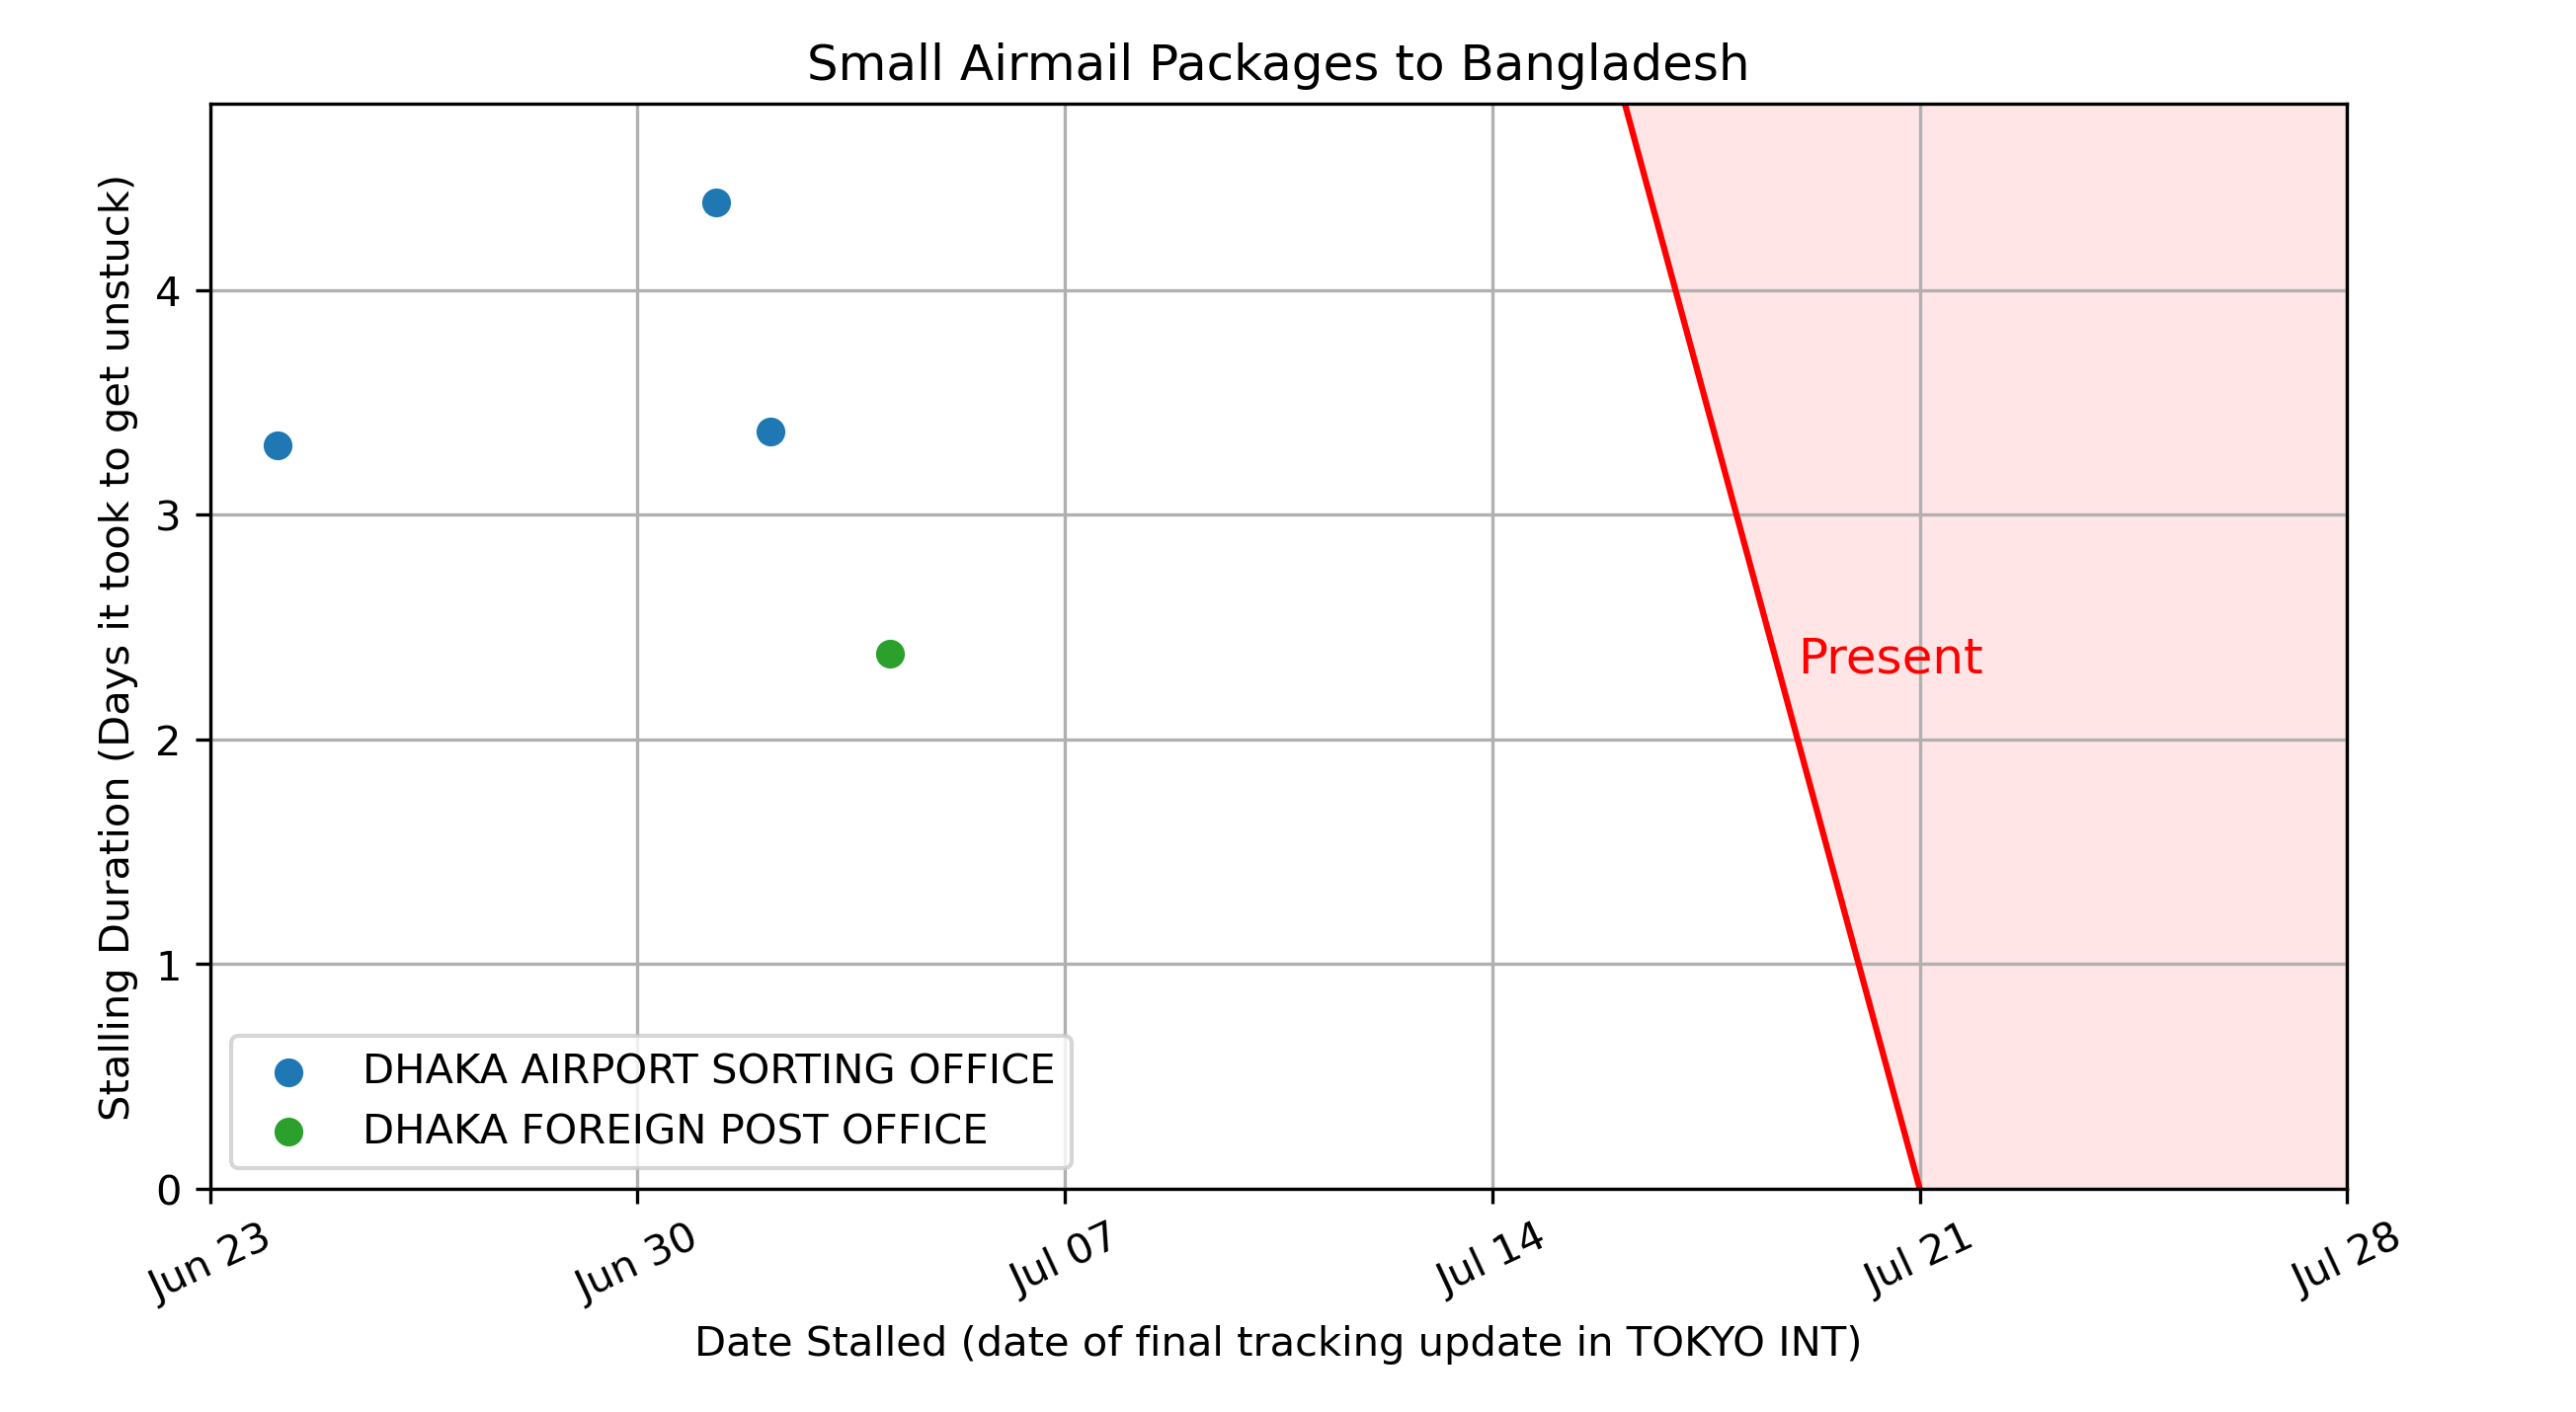 Small Airmail Packages to Bangladesh
Stalling Duration (Days it took to get unstuck)
4
3
2
1
0
Present
DHAKA AIRPORT SORTING OFFICE
DHAKA FOREIGN POST OFFICE
Jun 23
Jun 30
Jul 07
Jul 14
Jul 21
Jul 28
Date Stalled (date of final tracking update in TOKYO INT)